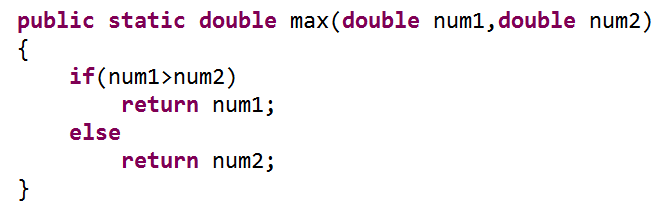 public static double max(double num1,double num2)
{
    if(num1>num2)
        return num1;
    else
        return num2;
}